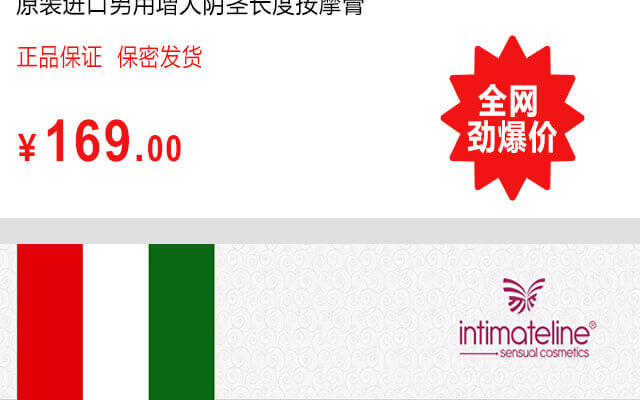 原装进口男用增大阴茎长度按摩膏
正品保证 保密发货
¥169.00
全网
劲爆价
intimateline®
sensual cosmetics